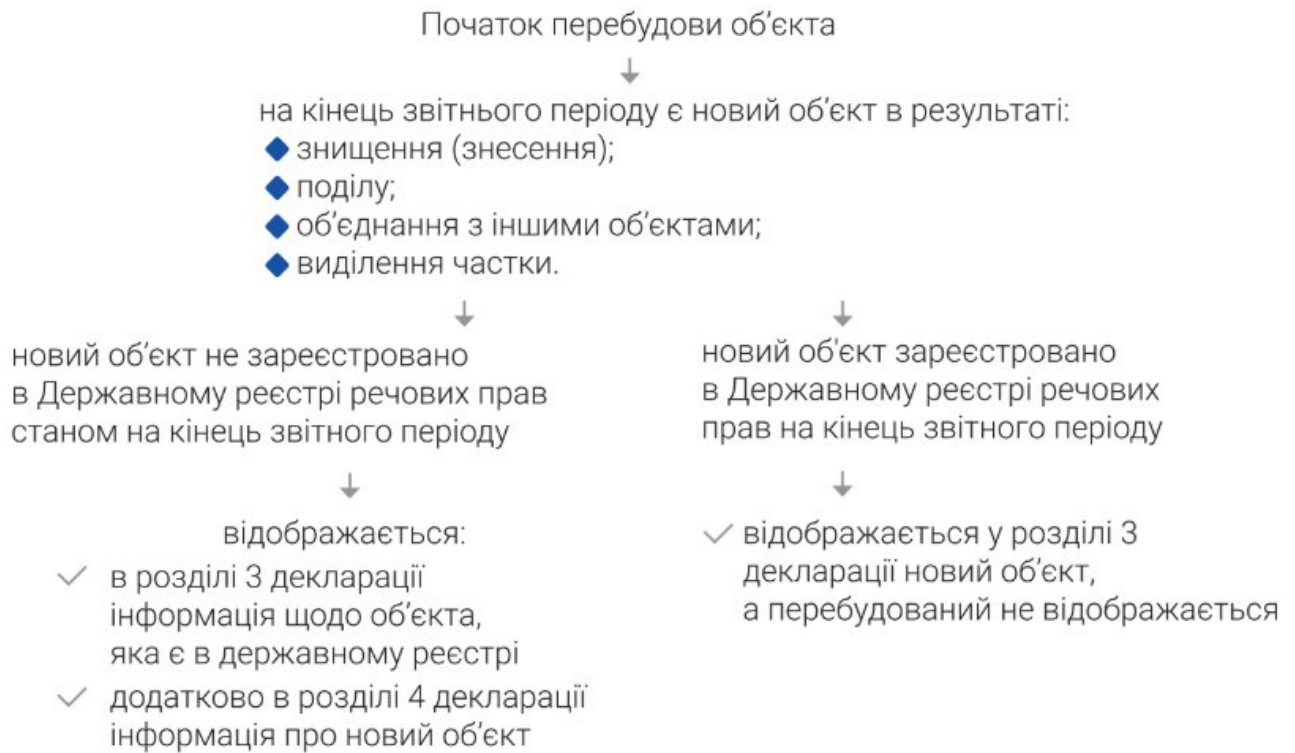 Початок перебудови об’єкта
на кінець звітнього періоду є новий об’єкт в результаті:
знищення (знесення);
поділу;
об’єднання з іншими об’єктами;
виділення частки.
новий об’єкт не зареєстровано
в Державному реєстрі речових прав
станом на кінець звітного періоду
відображається:
в розділі 3 декларації
інформація щодо об’єкта,
яка є в державному реєстрі
додатково в розділі 4 декларації
інформація про новий об’єкт
новий об'єкт зареєстровано
в Державному реєстрі речових
прав на кінець звітного періоду
відображається у розділі 3
декларації новий об’єкт,
а перебудований не відображається